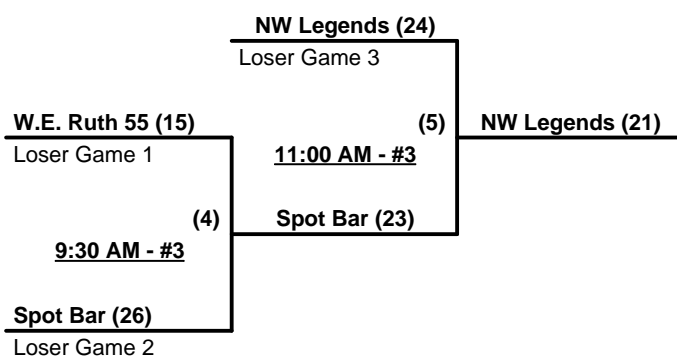 NW Legends (24)
Loser Game 3
W.E. Ruth 55 (15)
(5)
NW Legends (21)
Loser Game 1
11:00 AM - #3
(4)
Spot Bar (23)
9:30 AM - #3
Spot Bar (26)
Loser Game 2